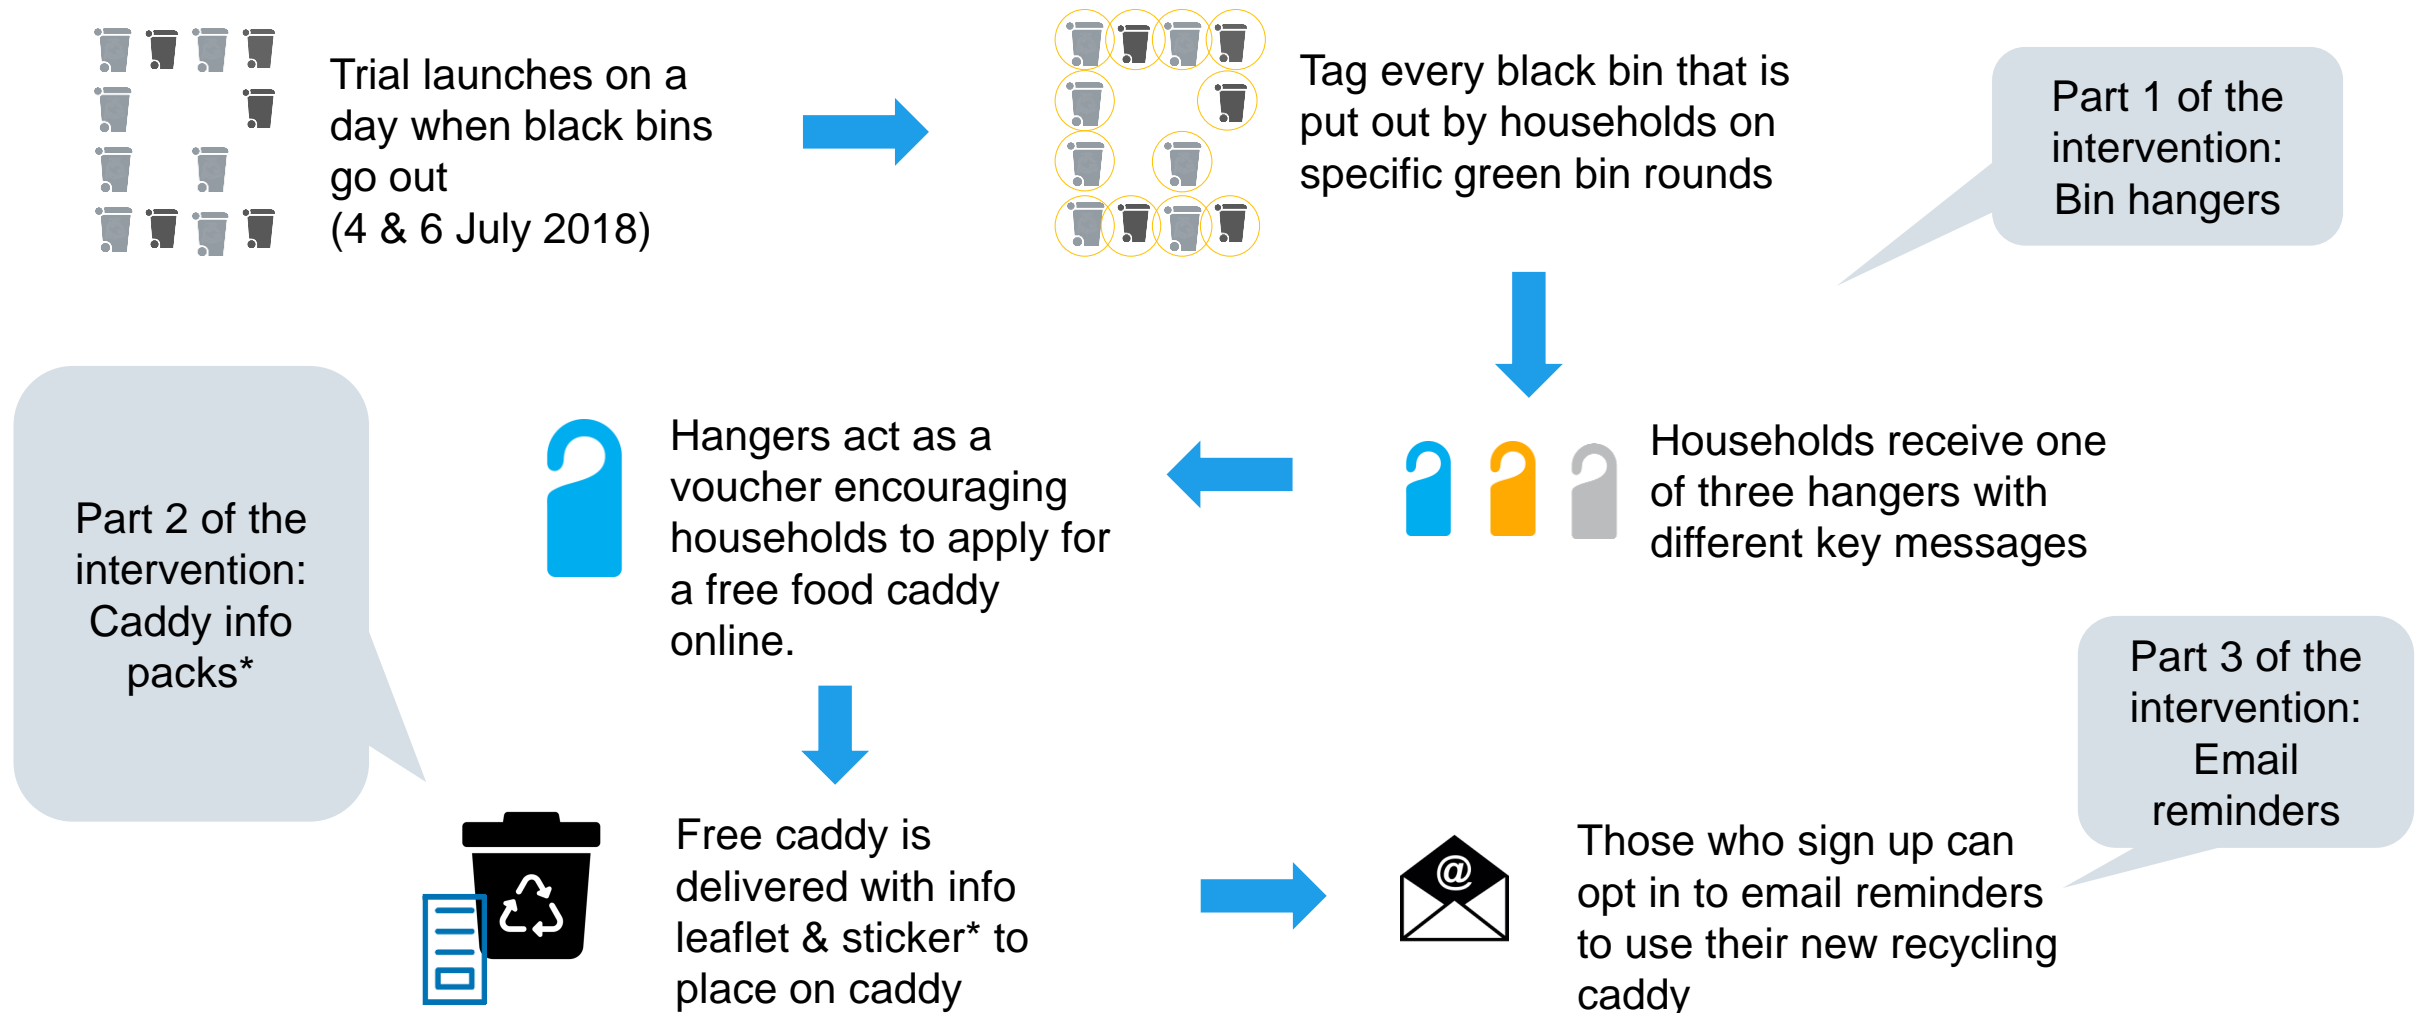 Trial launches on a
day when black bins
go out
(4 & 6 July 2018)
Tag every black bin that is
put out by households on
specific green bin rounds
Part 1 of the
intervention:
Bin hangers
Households receive one
of three hangers with
different key messages
Hangers act as a
voucher encouraging
households to apply for
a free food caddy
online.
Part 2 of the
intervention:
Caddy info
packs*
Free caddy is
delivered with info
leaflet & sticker* to
place on caddy
@
Those who sign up can
opt in to email reminders
to use their new recycling
caddy
Part 3 of the
intervention:
Email
reminders